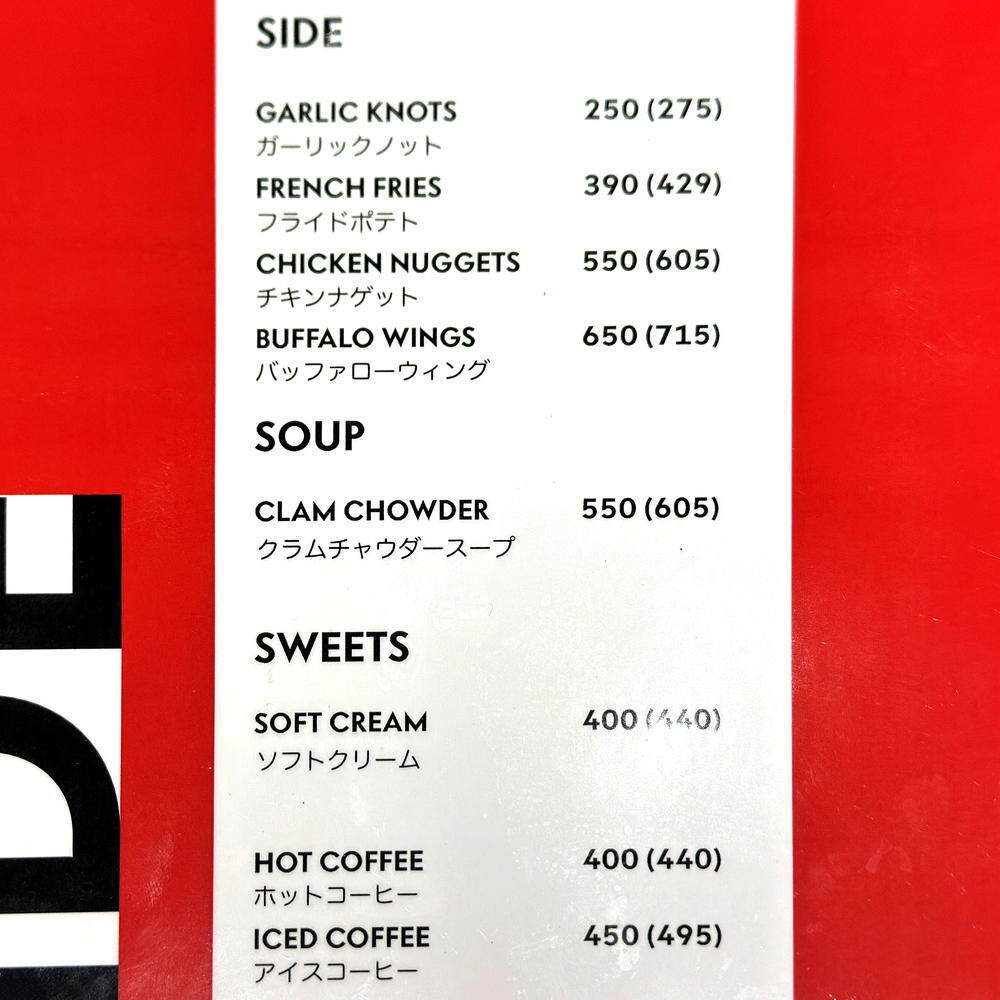 SIDE
GARLIC KNOTS 250 (275)
ガーリックノット
FRENCH FRIES 390 (429)
フライドポテト
CHICKEN NUGGETS 550 (605)
チキンナゲット
BUFFALO WINGS 650 (715)
バッファローウィング
SOUP
CLAM CHOWDER 550 (605)
クラムチャウダースープ
SWEETS
SOFT CREAM 400 (440)
ソフトクリーム
HOT COFFEE 400 (440)
ホットコーヒー
ICED COFFEE 450 (495)
アイスコーヒー